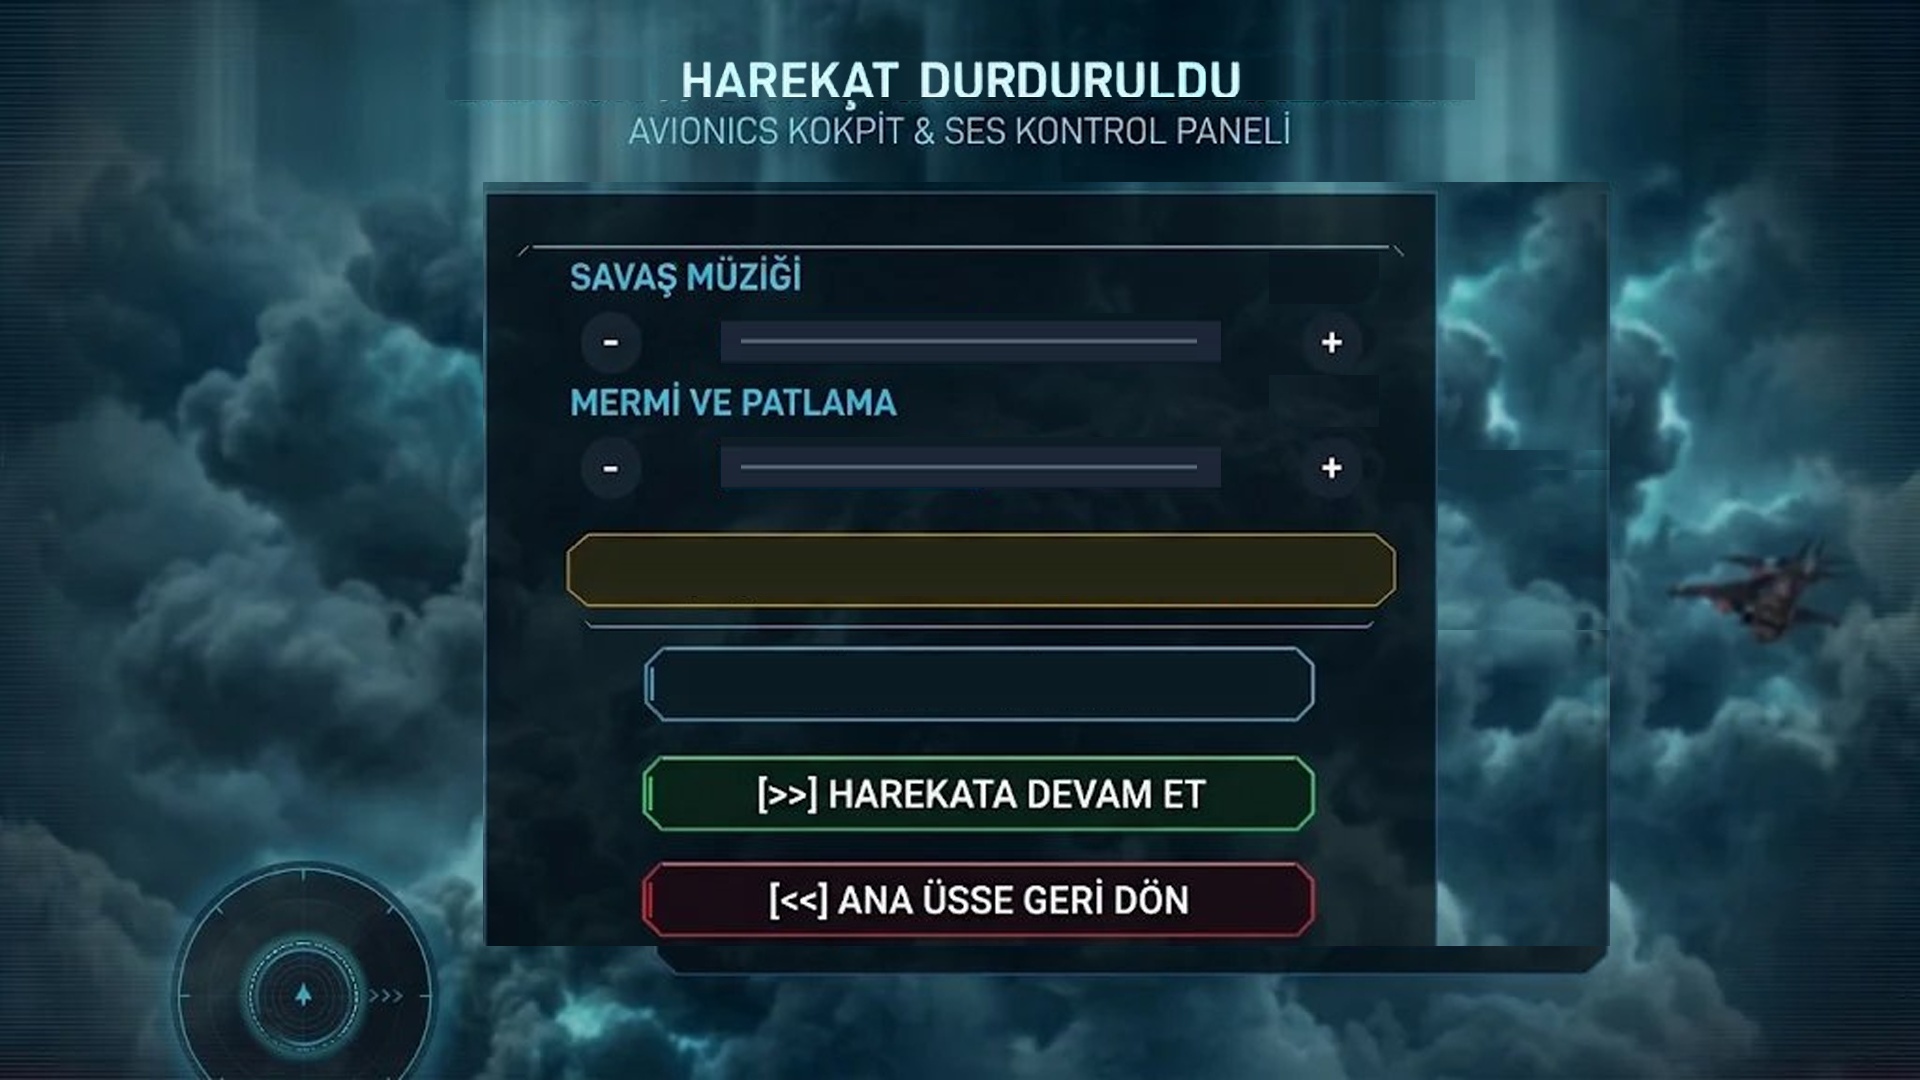 HAREKAT DURDURULDU
AVIONICS KOKPİT & SES KONTROL PANELİ
SAVAŞ MÜZİĞİ
- +
MERMİ VE PATLAMA
- +
[>>] HAREKATA DEVAM ET
[<<] ANA ÜSSE GERİ DÖN
>>>